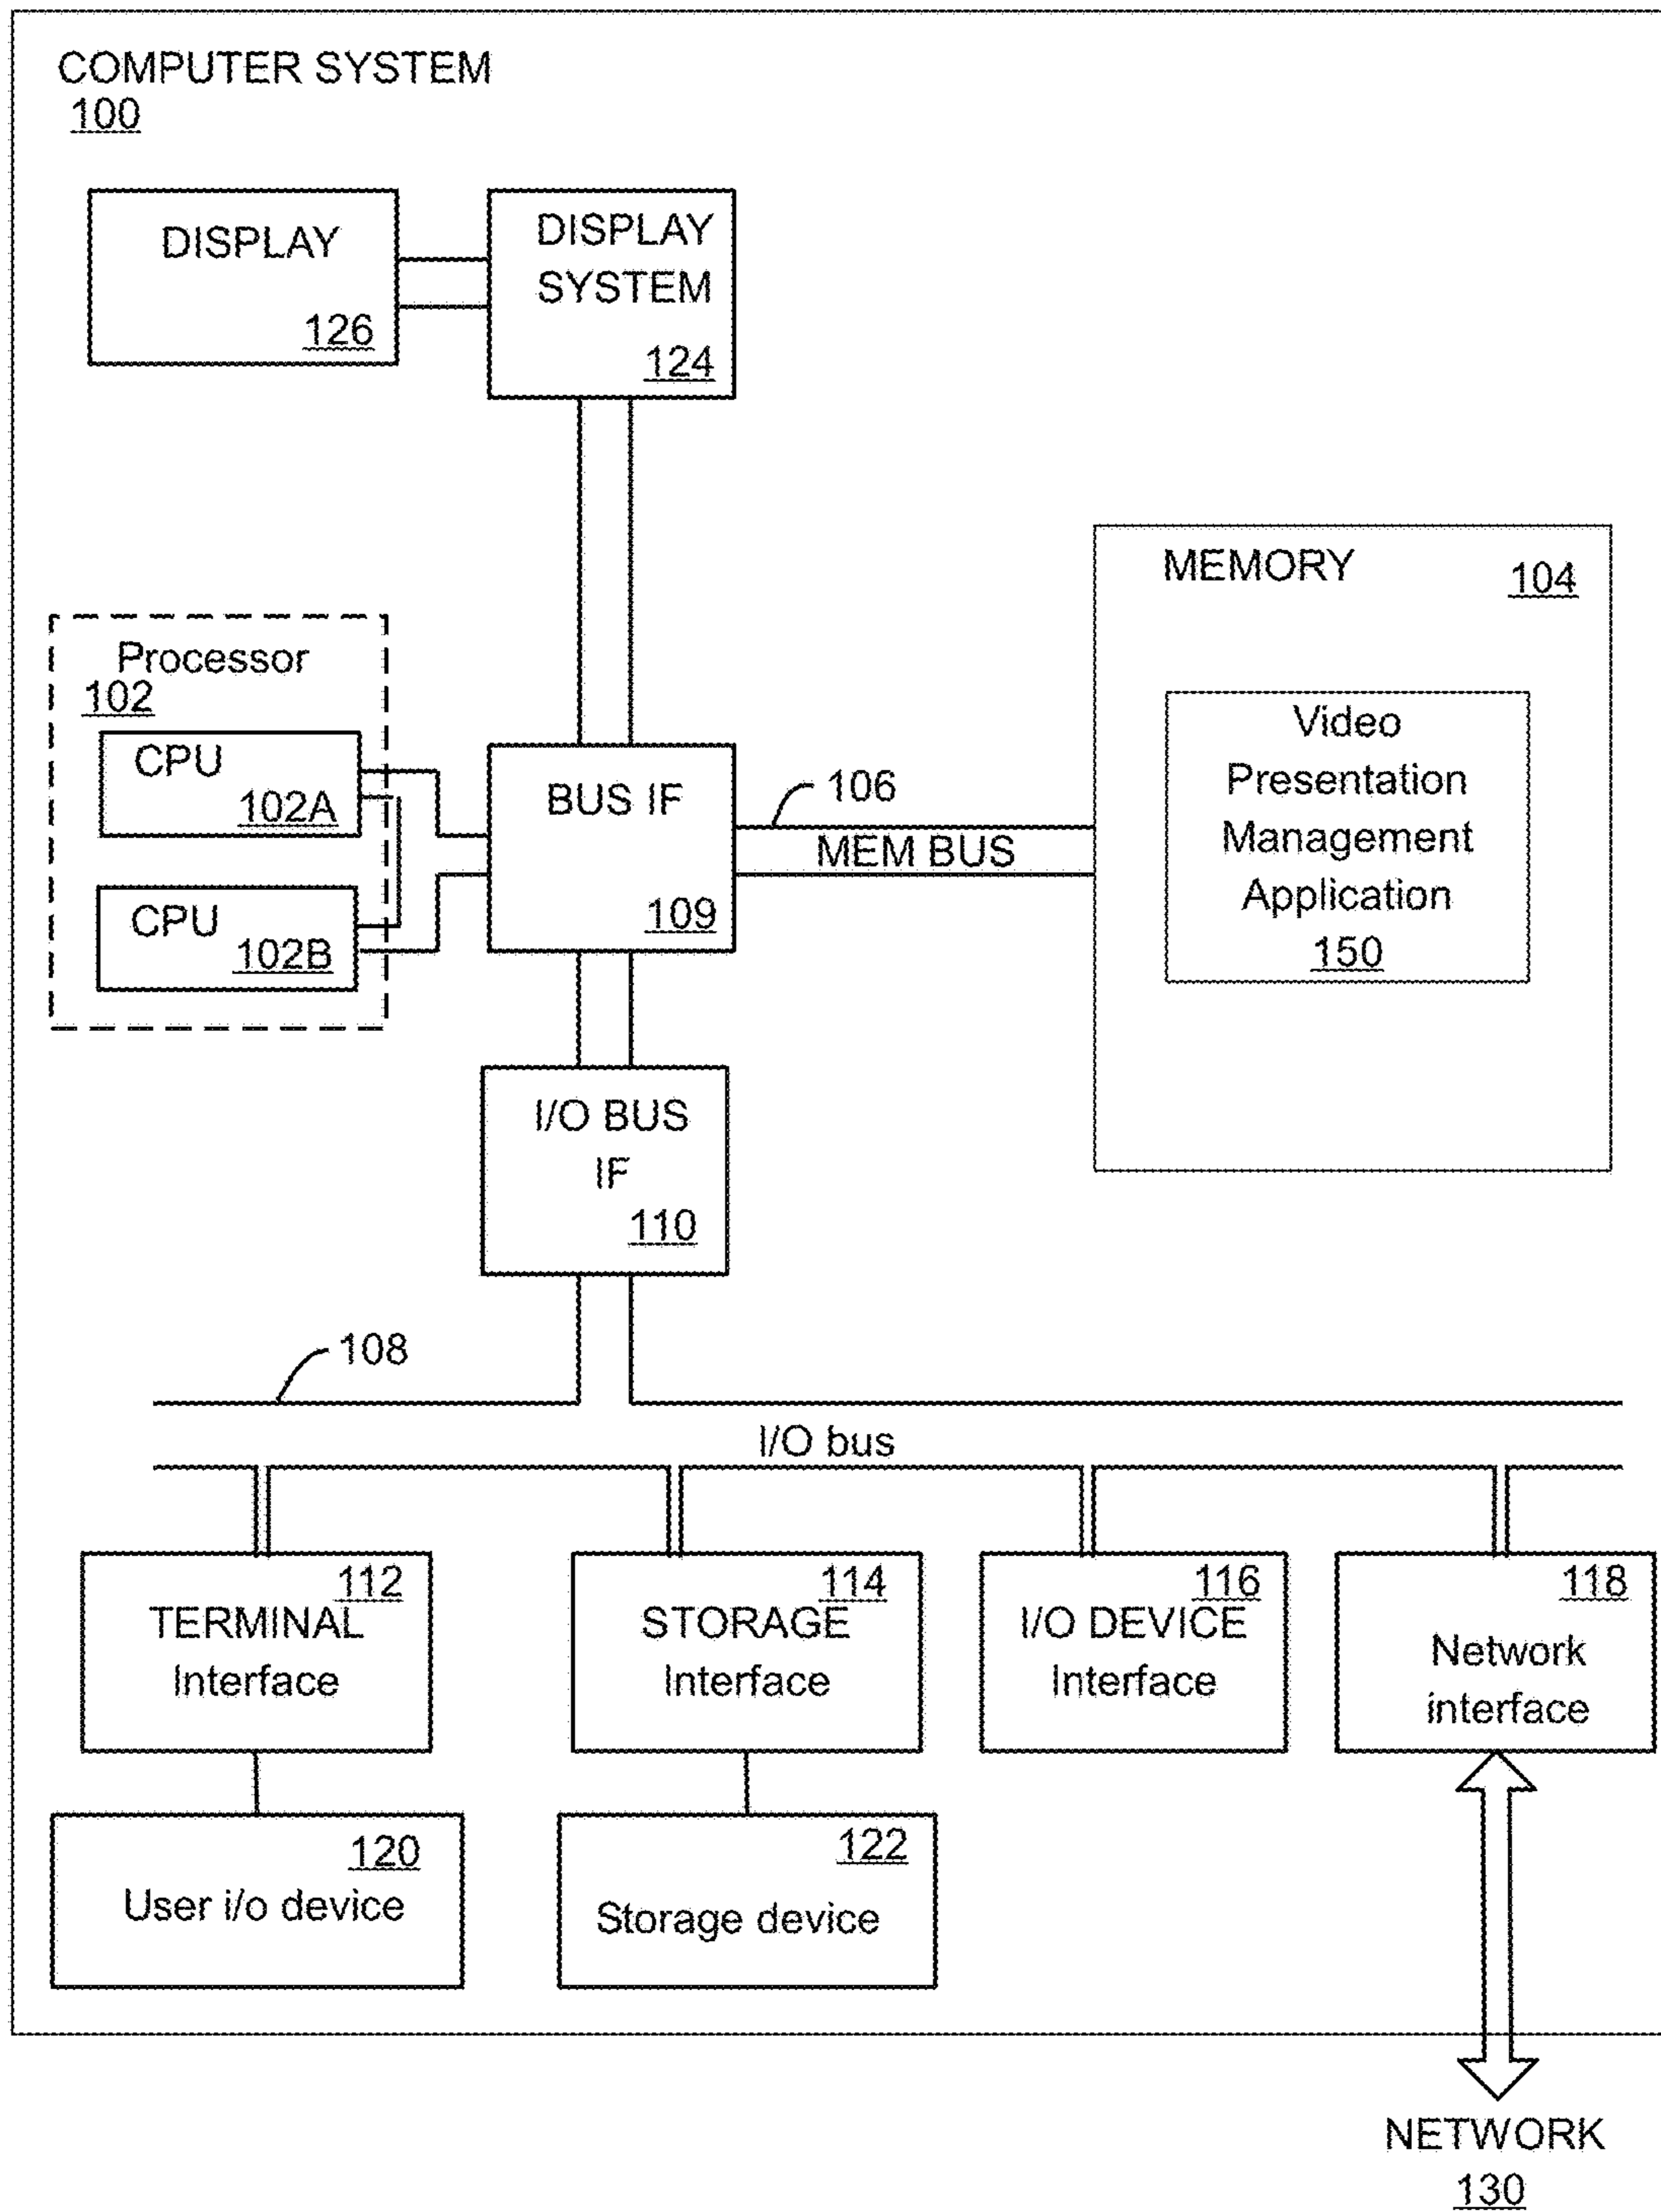 COMPUTER SYSTEM
100
DISPLAY
126
DISPLAY
SYSTEM
124
MEMORY
104
Video
Presentation
Management
Application
150
Processor
102
CPU
102A
CPU
102B
BUS IF
109
106
MEM BUS
I/O BUS
IF
110
108
I/O bus
112
TERMINAL
Interface
114
STORAGE
Interface
116
I/O DEVICE
Interface
118
Network
interface
120
User i/o device
122
Storage device
NETWORK
130